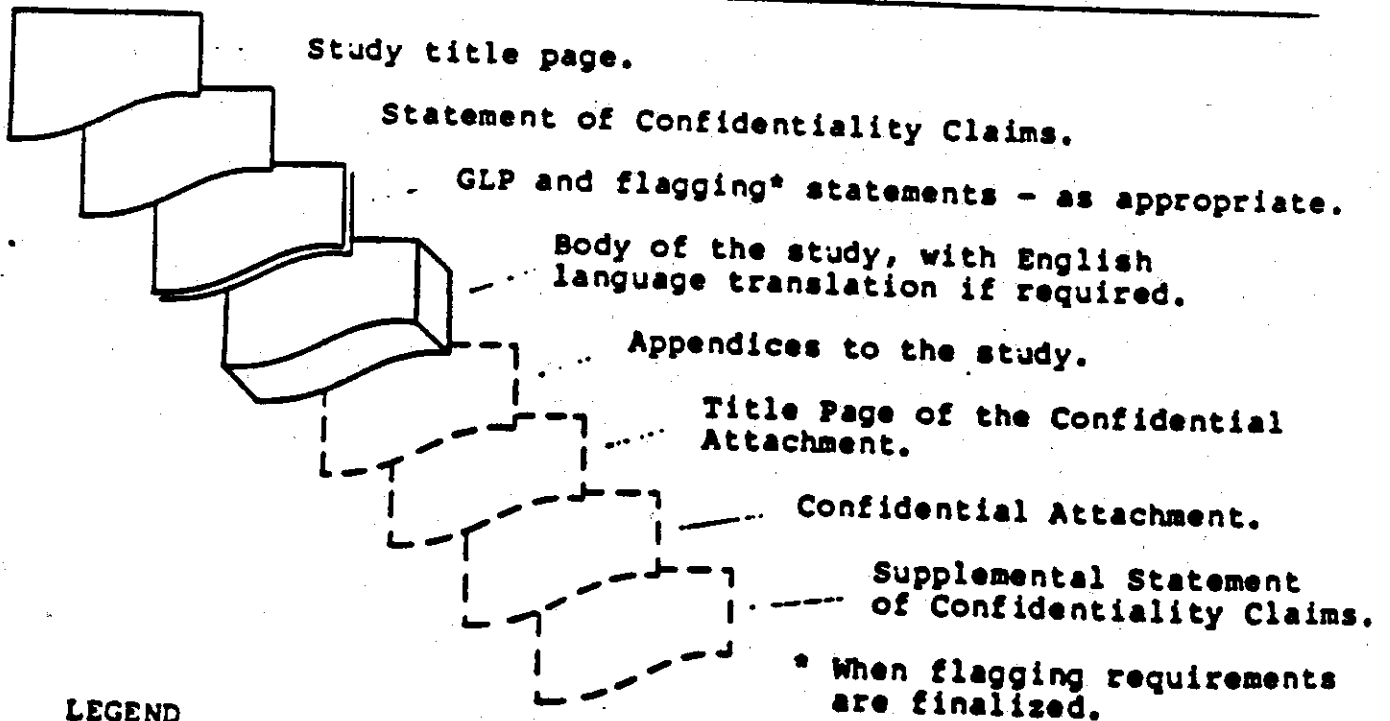 Study title page.
Statement of Confidentiality Claims.
GLP and flagging* statements - as appropriate.
Body of the study, with English
language translation if required.
Appendices to the study.
Title Page of the Confidential
Attachment.
Confidential Attachment.
Supplemental Statement
of Confidentiality Claims.
* When flagging requirements
are finalized.
LEGEND